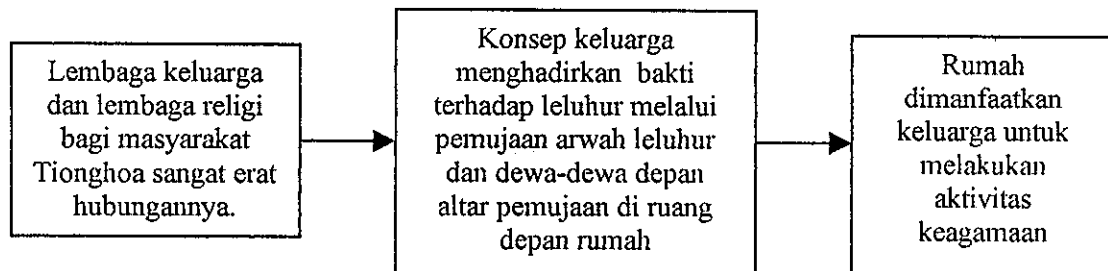 Lembaga keluarga
dan lembaga religi
bagi masyarakat
Tionghoa sangat erat
hubungannya.
Konsep keluarga
menghadirkan bakti
terhadap leluhur melalui
pemujaan arwah leluhur
dan dewa-dewa depan
altar pemujaan di ruang
depan rumah
Rumah
dimanfaatkan
keluarga untuk
melakukan
aktivitas
keagamaan